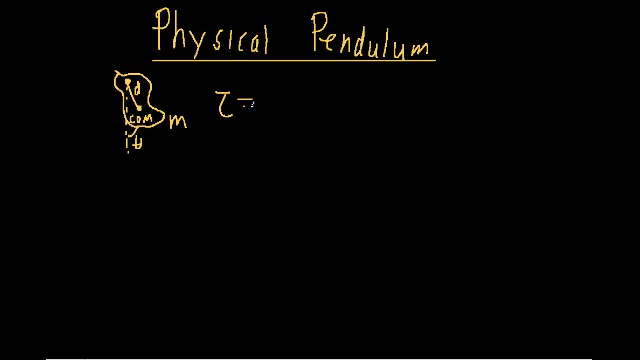 Physical Pendulum
d
COM
m
θ
τ=